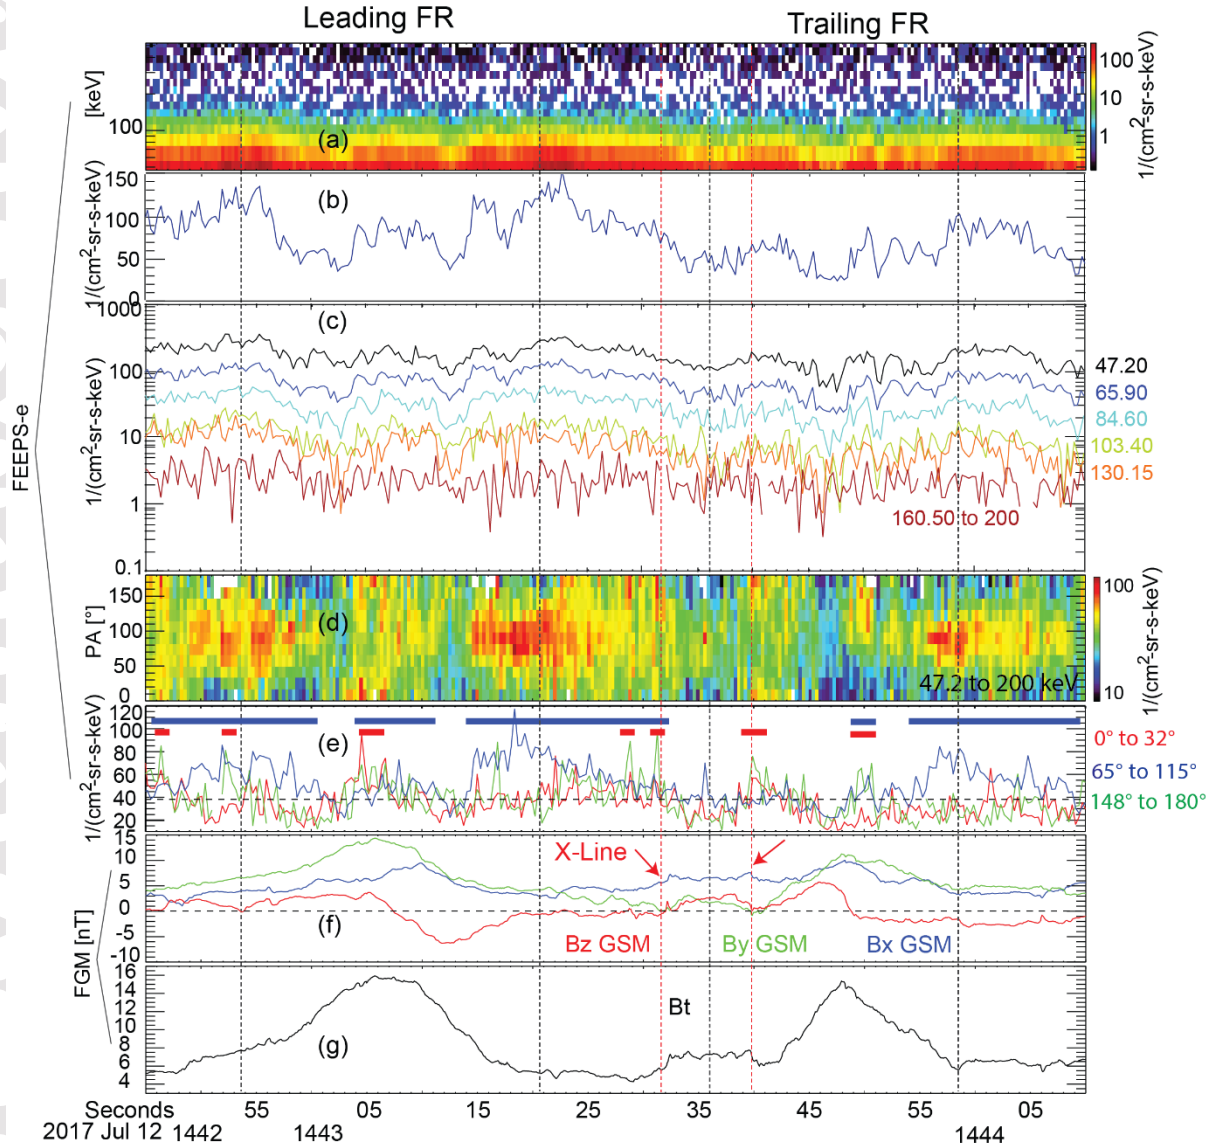 Leading FR
Trailing FR
[keV]
100
(a)
100
10
1
1/(cm²-sr-s-keV)
1/(cm²-sr-s-keV)
150
100
50
0
(b)
FEEPS-e
1/(cm²-sr-s-keV)
1000
100
10
1
0.1
(c)
47.20
65.90
84.60
103.40
130.15
160.50 to 200
PA [°]
150
100
50
0
(d)
47.2 to 200 keV
100
10
1/(cm²-sr-s-keV)
1/(cm²-sr-s-keV)
120
100
80
60
40
20
(e)
0° to 32°
65° to 115°
148° to 180°
FGM [nT]
15
10
5
0
-5
-10
X-Line
(f)
Bz GSM
By GSM
Bx GSM
16
14
12
10
8
6
4
Bt
(g)
Seconds
55
05
15
25
35
45
55
05
2017 Jul 12
1442
1443
1444